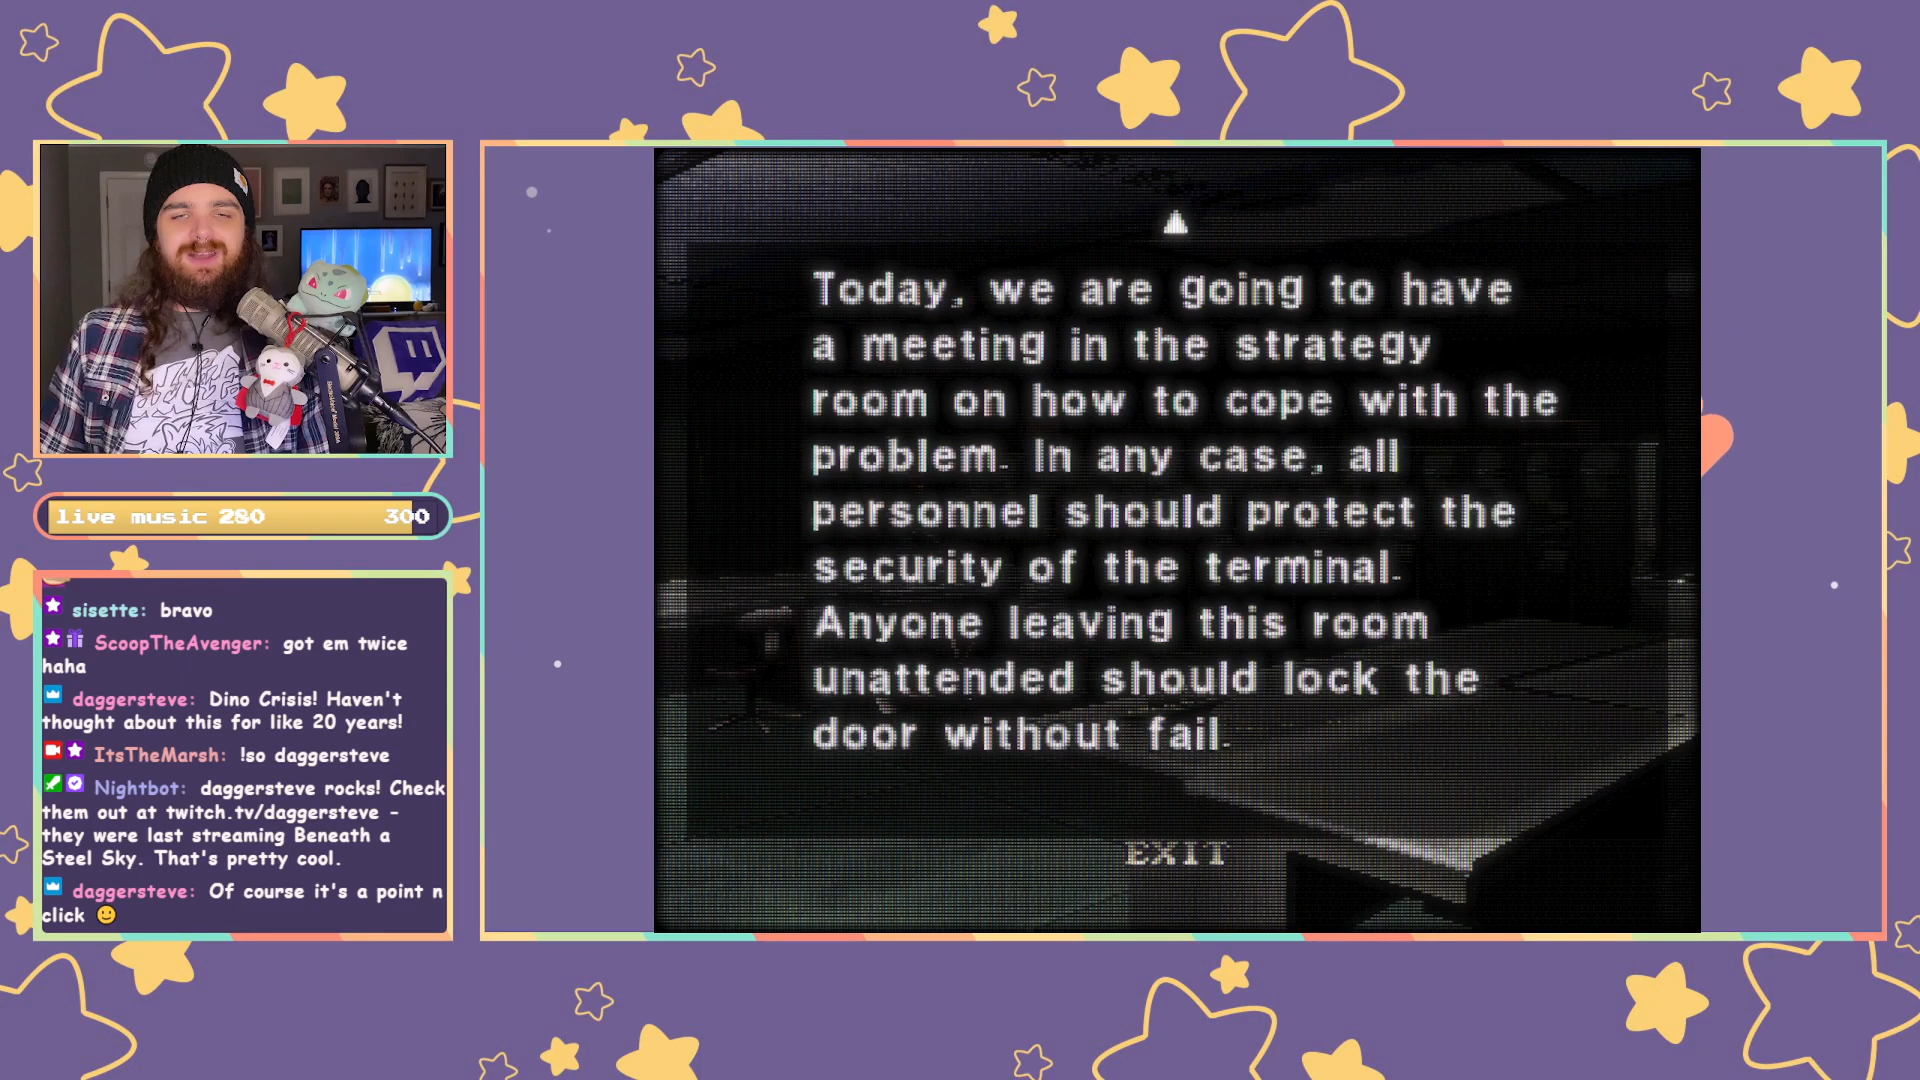 live music 280 300
sisette: bravo
ScoopTheAvenger: got em twice
haha
daggersteve: Dino Crisis! Haven't
thought about this for like 20 years!
ItsTheMarsh: !so daggersteve
Nightbot: daggersteve rocks! Check
them out at twitch.tv/daggersteve -
they were last streaming Beneath a
Steel Sky. That's pretty cool.
daggersteve: Of course it's a point n
click
Today, we are going to have
a meeting in the strategy
room on how to cope with the
problem. In any case, all
personnel should protect the
security of the terminal.
Anyone leaving this room
unattended should lock the
door without fail.
EXIT